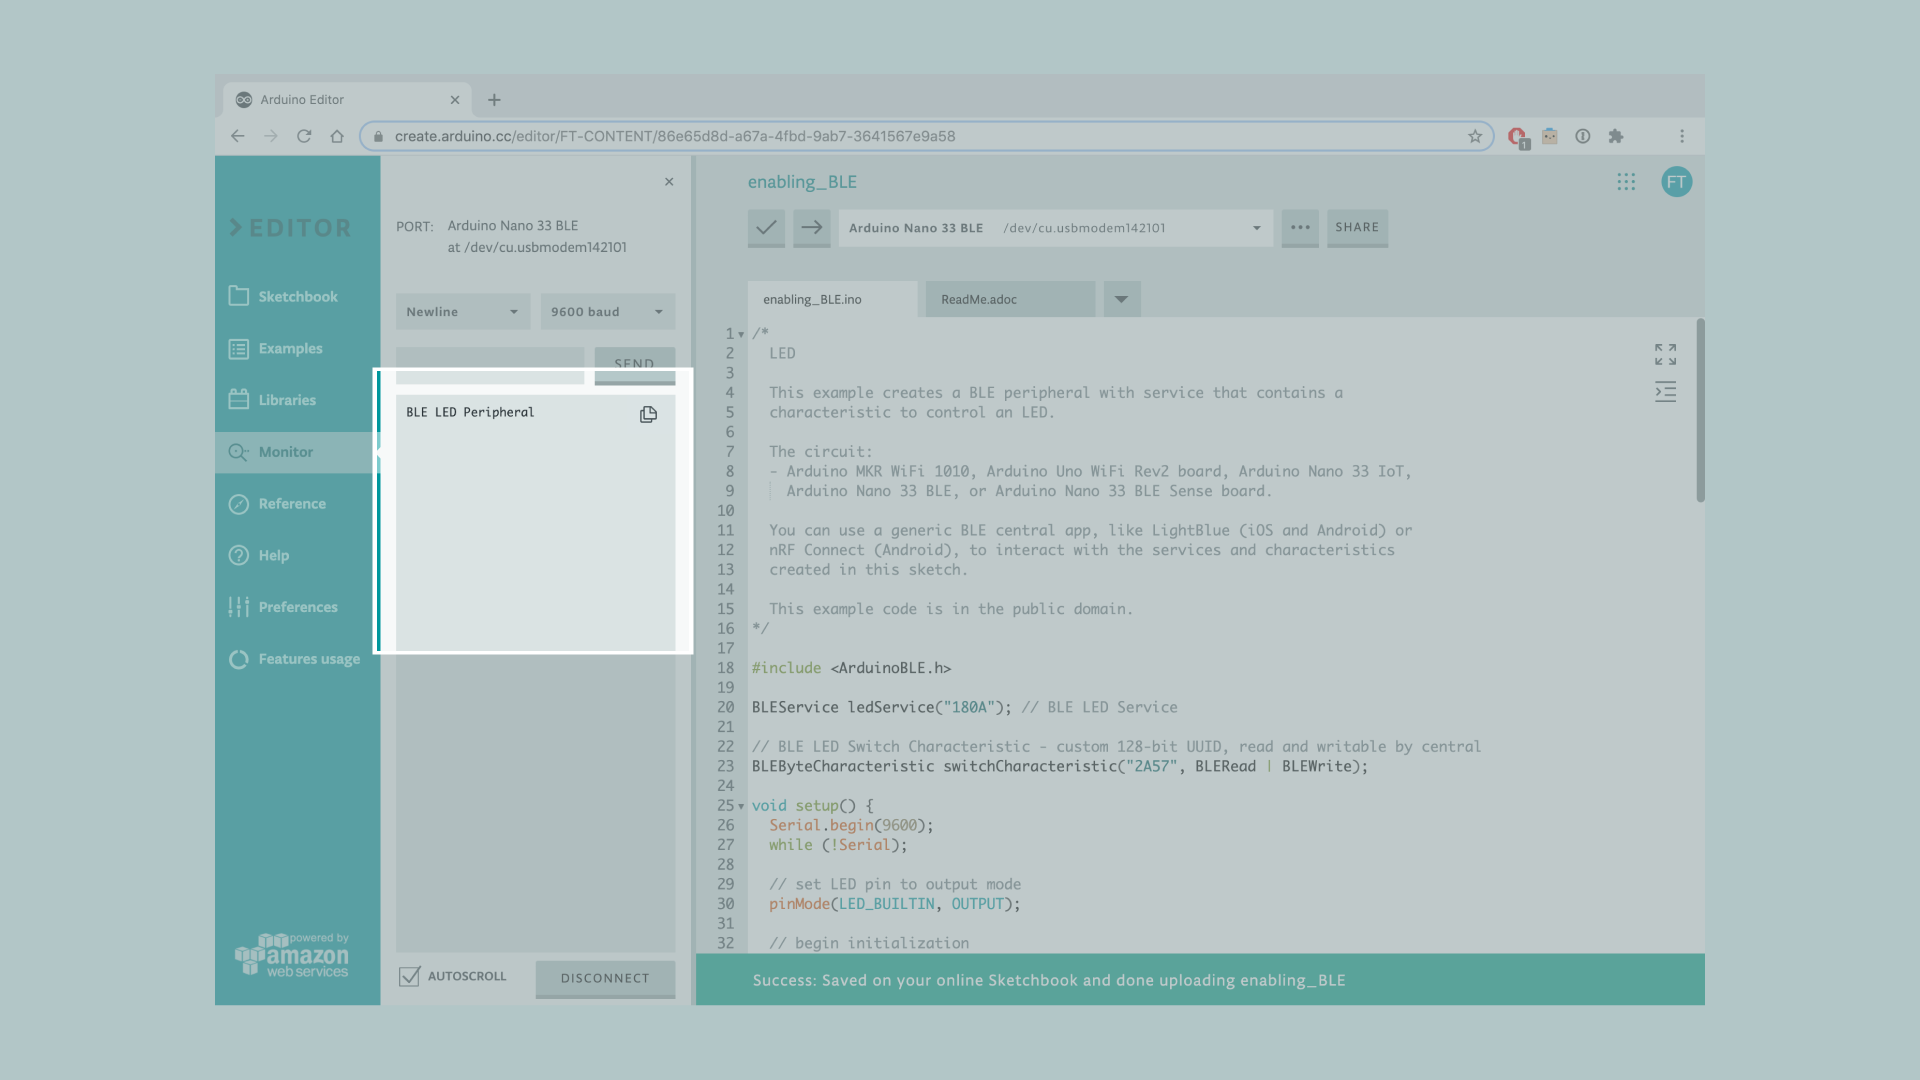 Arduino Editor
create.arduino.cc/editor/FT-CONTENT/86e65d8d-a67a-4fbd-9ab7-3641567e9a58
1
EDITOR
Sketchbook
Examples
Libraries
Monitor
Reference
Help
Preferences
Features usage
powered by
amazon
web services
PORT: Arduino Nano 33 BLE
at /dev/cu.usbmodem142101
Newline
9600 baud
SEND
BLE LED Peripheral
AUTOSCROLL
DISCONNECT
enabling_BLE
FT
Arduino Nano 33 BLE /dev/cu.usbmodem142101
SHARE
enabling_BLE.ino
ReadMe.adoc
1 /*
2 LED
3
4 This example creates a BLE peripheral with service that contains a
5 characteristic to control an LED.
6
7 The circuit:
8 - Arduino MKR WiFi 1010, Arduino Uno WiFi Rev2 board, Arduino Nano 33 IoT,
9 Arduino Nano 33 BLE, or Arduino Nano 33 BLE Sense board.
10
11 You can use a generic BLE central app, like LightBlue (iOS and Android) or
12 nRF Connect (Android), to interact with the services and characteristics
13 created in this sketch.
14
15 This example code is in the public domain.
16 */
17
18 #include <ArduinoBLE.h>
19
20 BLEService ledService("180A"); // BLE LED Service
21
22 // BLE LED Switch Characteristic - custom 128-bit UUID, read and writable by central
23 BLEByteCharacteristic switchCharacteristic("2A57", BLERead | BLEWrite);
24
25 void setup() {
26 Serial.begin(9600);
27 while (!Serial);
28
29 // set LED pin to output mode
30 pinMode(LED_BUILTIN, OUTPUT);
31
32 // begin initialization
Success: Saved on your online Sketchbook and done uploading enabling_BLE